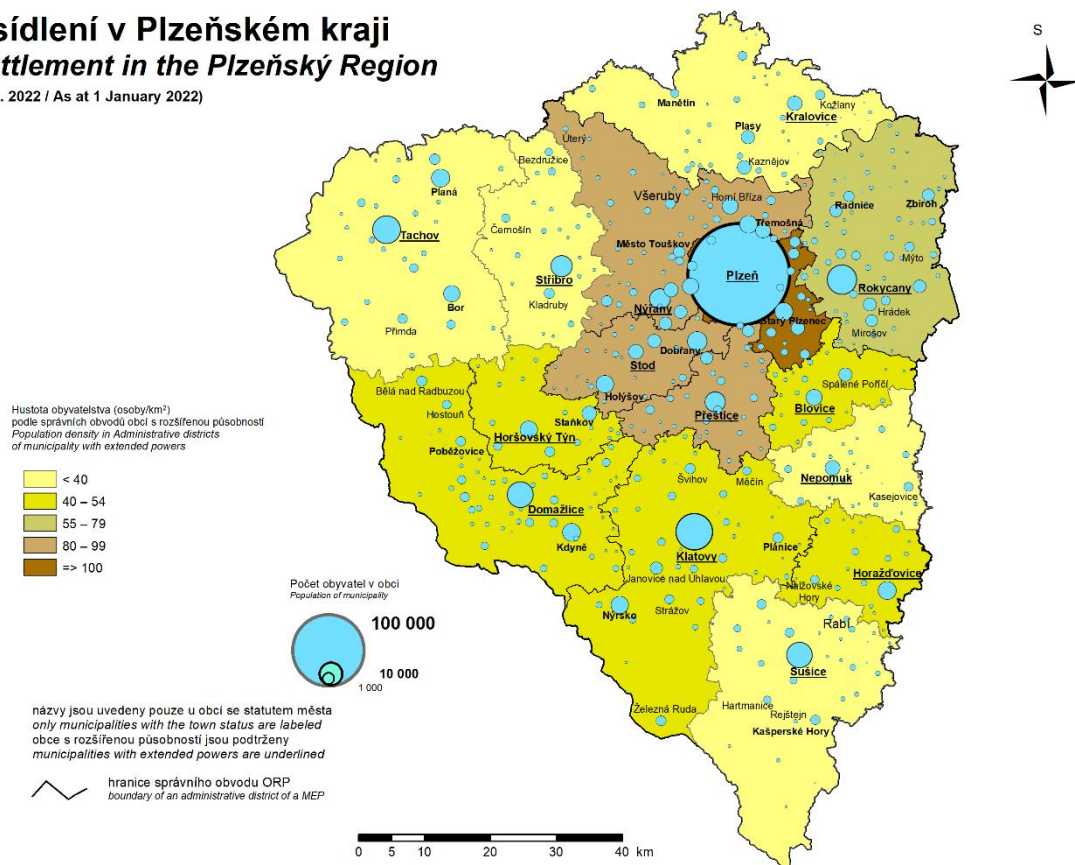 sídlení v Plzeňském kraji
ttlement in the Plzeňský Region
. 2022 / As at 1 January 2022)
S
Manětín
Kožlany
Kralovice
Plasy
Úterý
Bezdružice
Kaznějov
Planá
Všeruby
Horní Bříza
Radnice
Zbiroh
Třemošná
Tachov
Černošín
Město Touškov
Mýto
Stříbro
Plzeň
Rokycany
Bor
Kladruby
Nýřany
Hrádek
Přimda
Starý Plzenec
Mirošov
Dobřany
Stod
Bělá nad Radbuzou
Spálené Poříčí
Holýšov
Blovice
Hostouň
Přeštice
Staňkov
Horšovský Týn
Poběžovice
Švihov
Měčín
Nepomuk
Kasejovice
Domažlice
Kdyně
Klatovy
Plánice
Janovice nad Úhlavou
Horažďovice
Nalžovské
Hory
Nýrsko
Strážov
Rabí
Sušice
Železná Ruda
Hartmanice
Rejštejn
Kašperské Hory
Hustota obyvatelstva (osoby/km²)
podle správních obvodů obcí s rozšířenou působností
Population density in Administrative districts
of municipality with extended powers
< 40
40 – 54
55 – 79
80 – 99
=> 100
Počet obyvatel v obci
Population of municipality
100 000
10 000
1 000
názvy jsou uvedeny pouze u obcí se statutem města
only municipalities with the town status are labeled
obce s rozšířenou působností jsou podtrženy
municipalities with extended powers are underlined
hranice správního obvodu ORP
boundary of an administrative district of a MEP
0 5 10 20 30 40 km